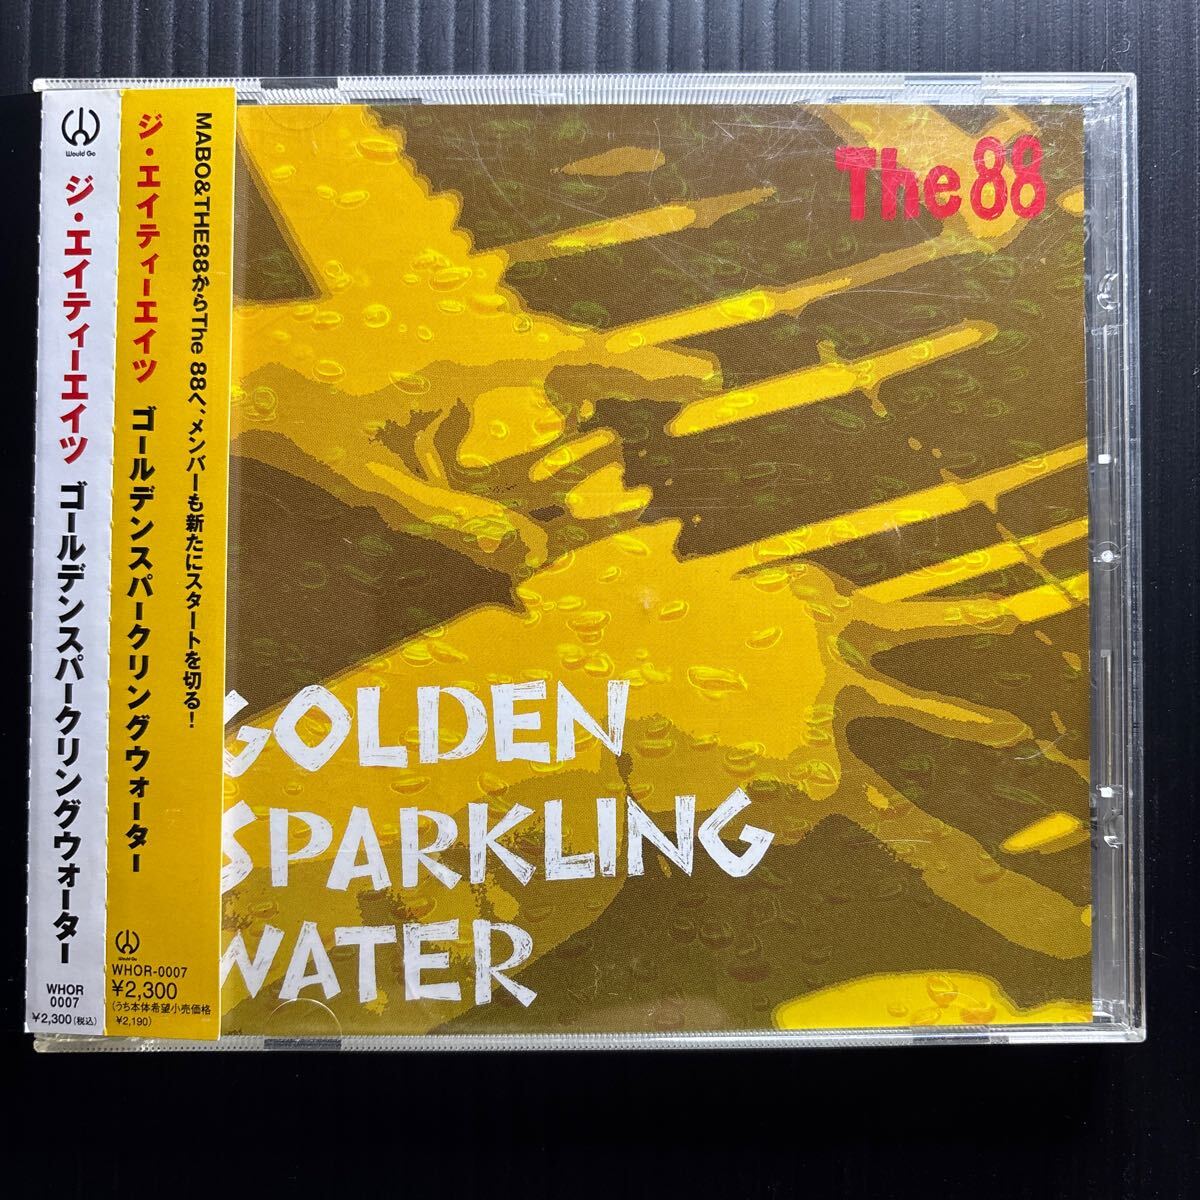 Would Go
ジ・エイティーエイツ ゴールデンスパークリングウォーター
WHOR
0007
¥2,300(税込)
MABO&THE88からThe 88へ、メンバーも新たにスタートを切る!
ジ・エイティーエイツ ゴールデンスパークリングウォーター
Would Go
WHOR-0007
¥2,300
(うち本体希望小売価格
¥2,190)
The 88
GOLDEN
SPARKLING
WATER